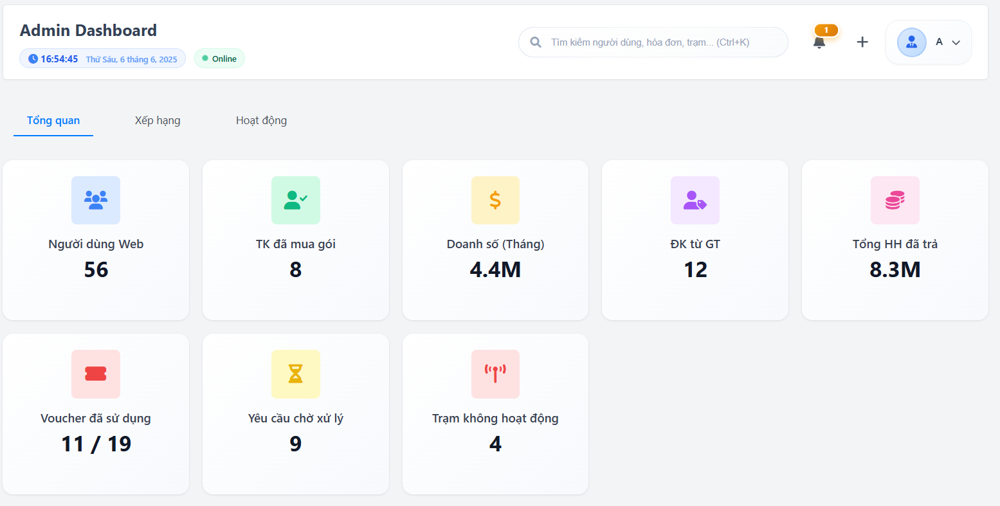 Admin Dashboard
16:54:45 Thứ Sáu, 6 tháng 6, 2025 Online
Tìm kiếm người dùng, hóa đơn, trạm... (Ctrl+K)
1
A
Tổng quan Xếp hạng Hoạt động
Người dùng Web
56
TK đã mua gói
8
Doanh số (Tháng)
4.4M
ĐK từ GT
12
Tổng HH đã trả
8.3M
Voucher đã sử dụng
11 / 19
Yêu cầu chờ xử lý
9
Trạm không hoạt động
4